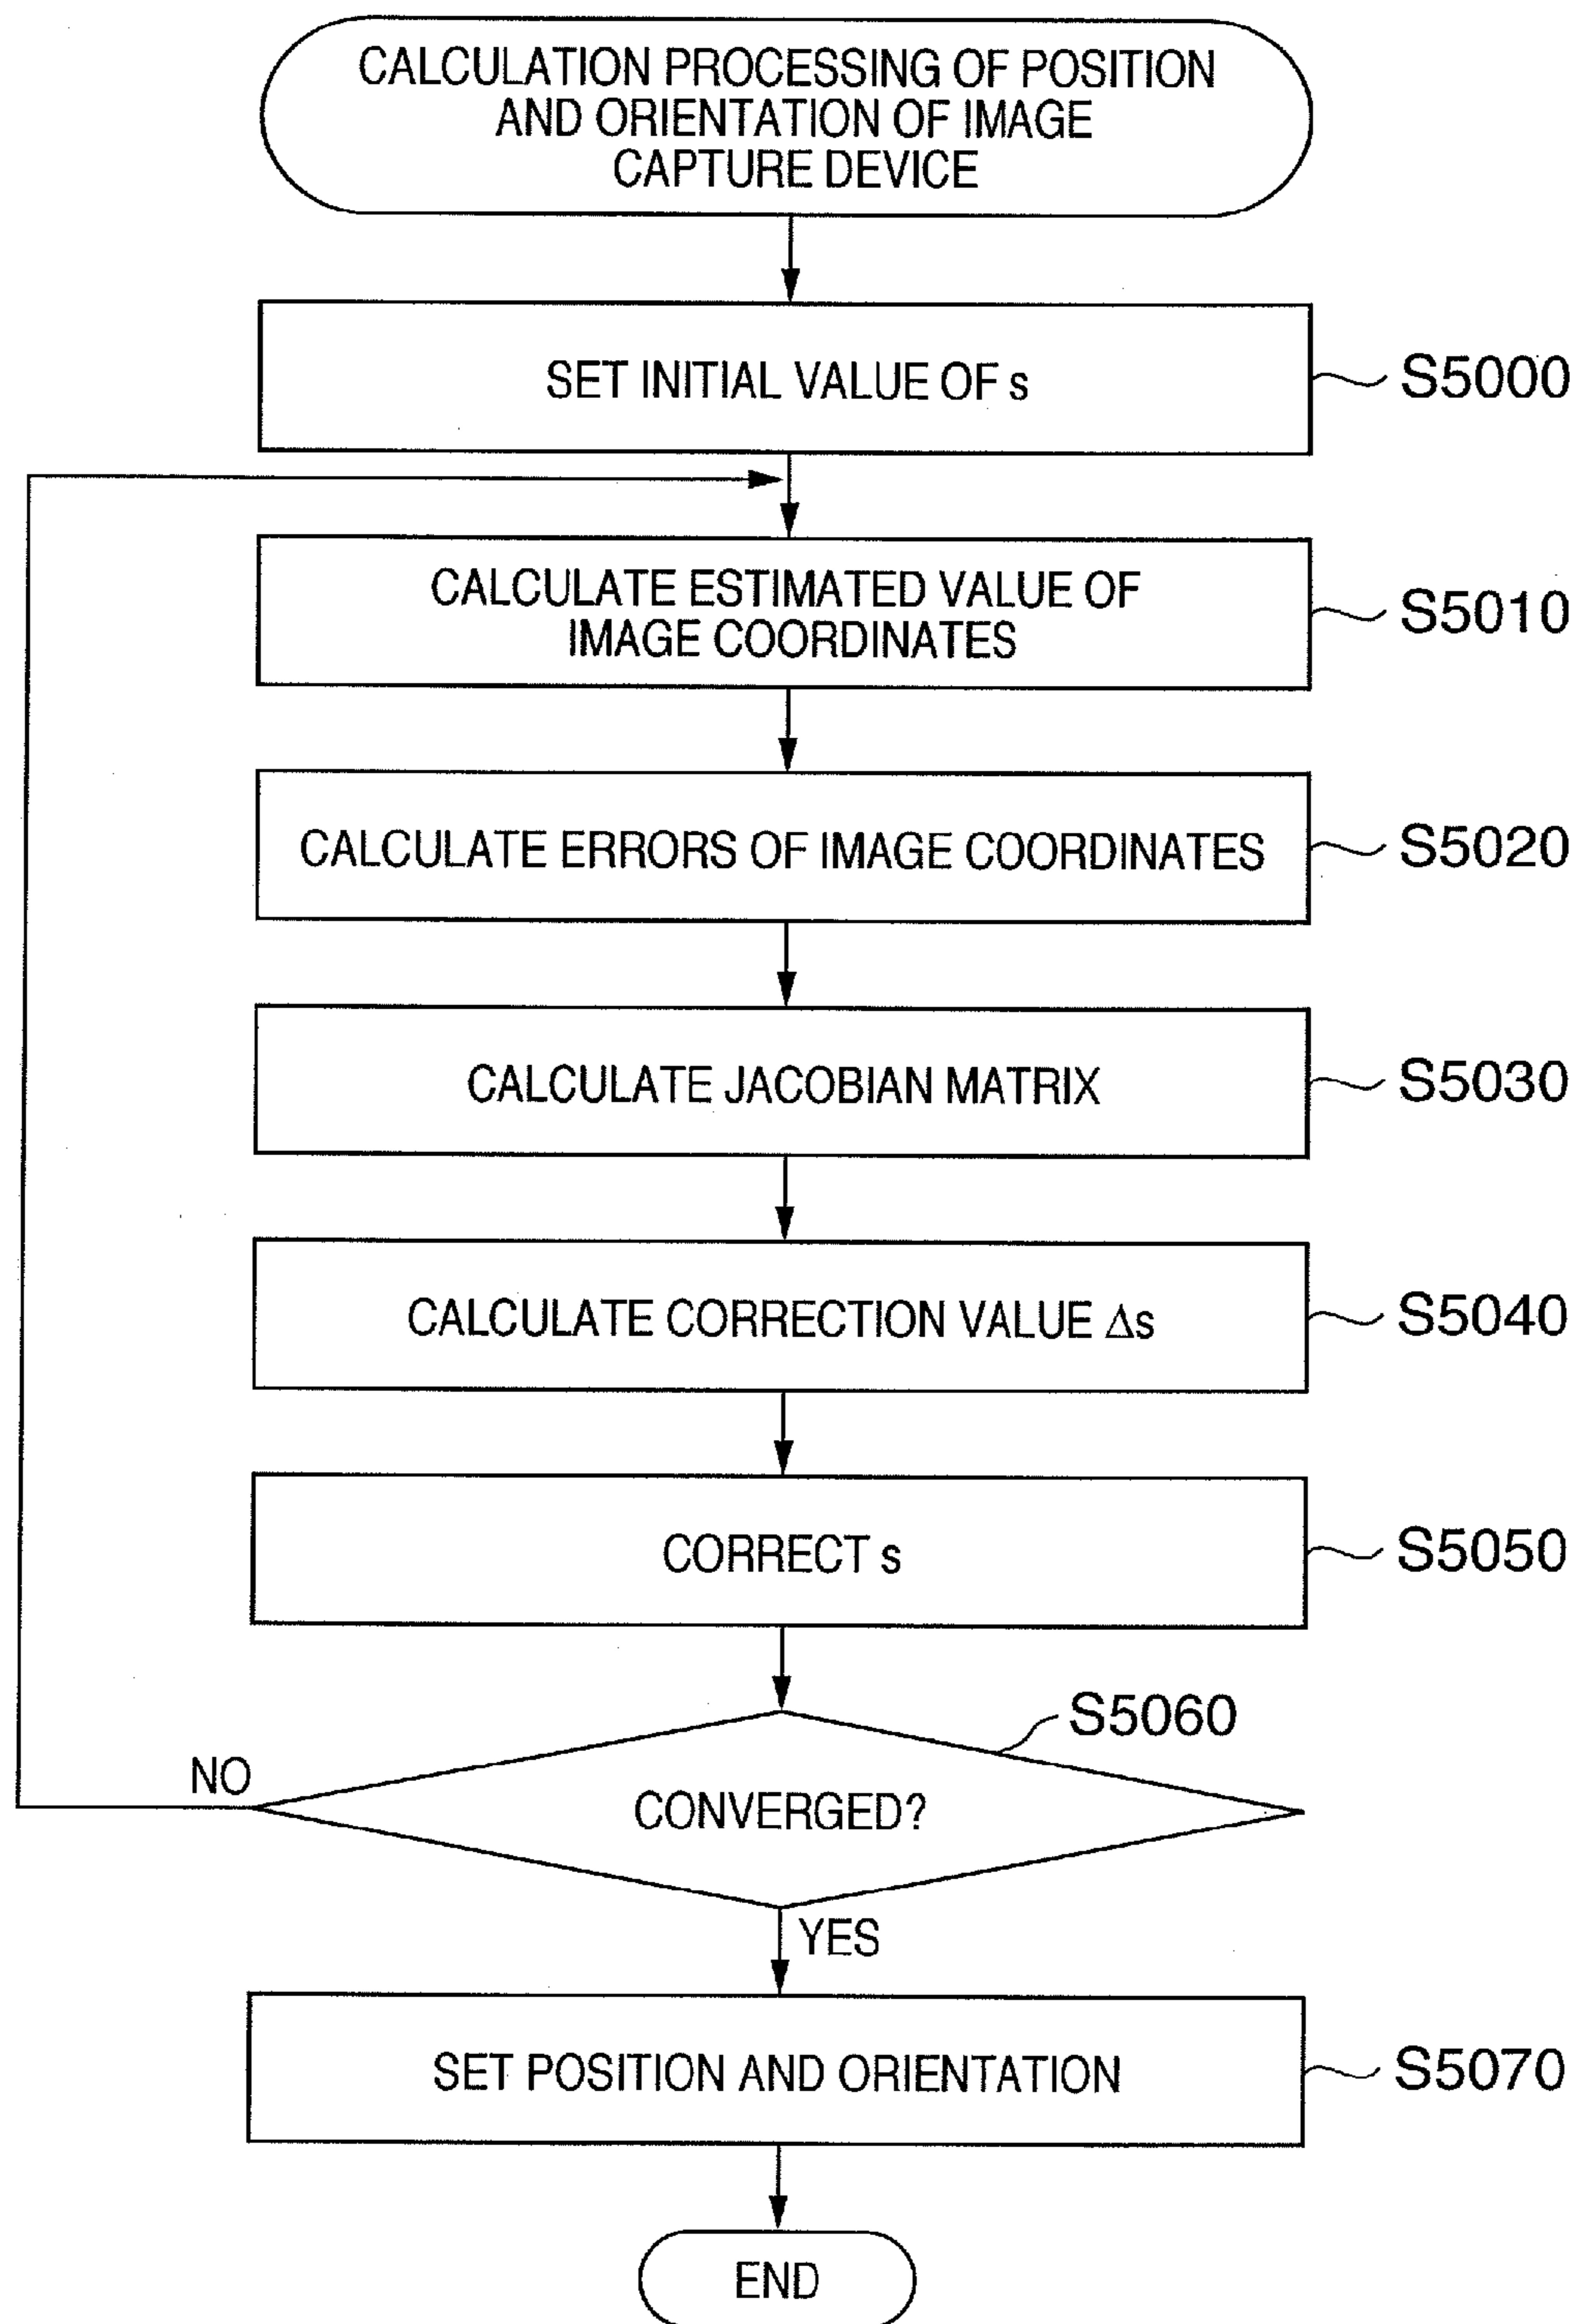 CALCULATION PROCESSING OF POSITION
AND ORIENTATION OF IMAGE
CAPTURE DEVICE
SET INITIAL VALUE OF s
S5000
CALCULATE ESTIMATED VALUE OF
IMAGE COORDINATES
S5010
CALCULATE ERRORS OF IMAGE COORDINATES
S5020
CALCULATE JACOBIAN MATRIX
S5030
CALCULATE CORRECTION VALUE Δs
S5040
CORRECT s
S5050
S5060
NO
CONVERGED?
YES
SET POSITION AND ORIENTATION
S5070
END